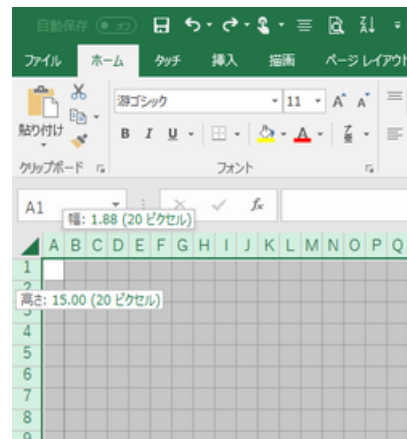 自動保存 オフ
ファイル ホーム タッチ 挿入 描画 ページ レイアウト
游ゴシック 11 A A
貼り付け B I U A
クリップボード フォント
A1 fx
幅: 1.88 (20 ピクセル)
A B C D E F G H I J K L M N O P Q
1
高さ: 15.00 (20 ピクセル)
4
5
6
7
8
9